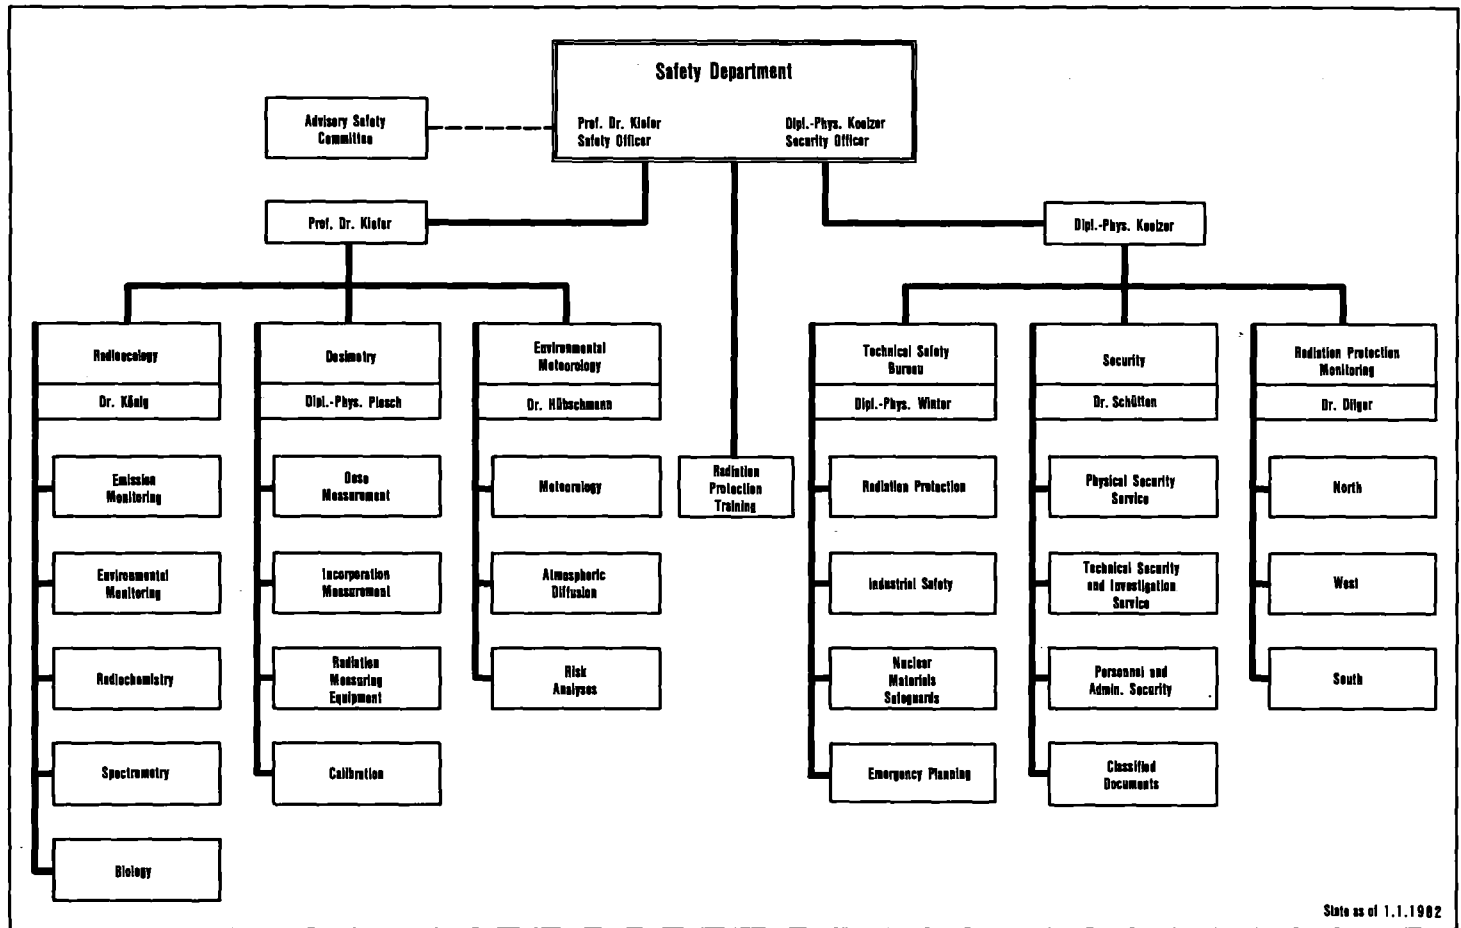 Safety Department
Prof. Dr. Kiefer
Safety Officer
Dipl.-Phys. Koelzer
Security Officer
Advisory Safety
Committee
Prof. Dr. Kiefer
Dipl.-Phys. Koelzer
Radioecology
Dr. König
Emission
Monitoring
Environmental
Monitoring
Radiochemistry
Spectrometry
Biology
Dosimetry
Dipl.-Phys. Piesch
Dose
Measurement
Incorporation
Measurement
Radiation
Measuring
Equipment
Calibration
Environmental
Meteorology
Dr. Hübschmann
Meteorology
Atmospheric
Diffusion
Risk
Analyses
Radiation
Protection
Training
Technical Safety
Bureau
Dipl.-Phys. Winter
Radiation Protection
Industrial Safety
Nuclear
Materials
Safeguards
Emergency Planning
Security
Dr. Schütten
Physical Security
Service
Technical Security
and Investigation
Service
Personnel and
Admin. Security
Classified
Documents
Radiation Protection
Monitoring
Dr. Dilger
North
West
South
State as of 1.1.1982